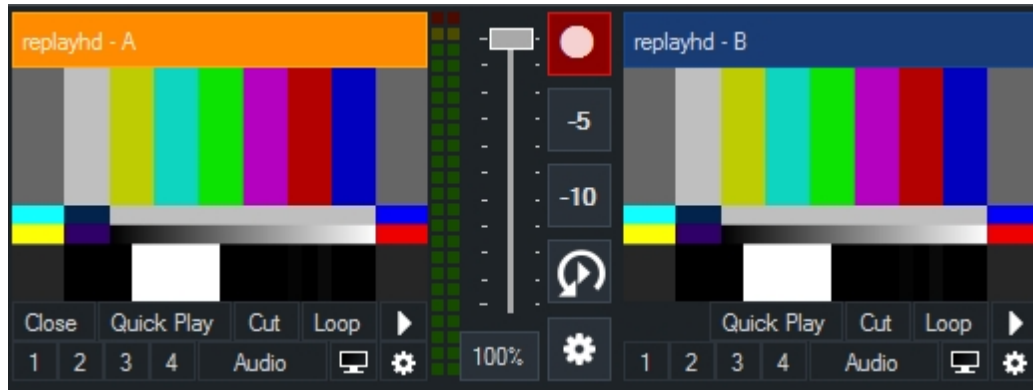 replayhd - A
replayhd - B
-5
-10
Close Quick Play Cut Loop
1 2 3 4 Audio
100%
Quick Play Cut Loop
1 2 3 4 Audio